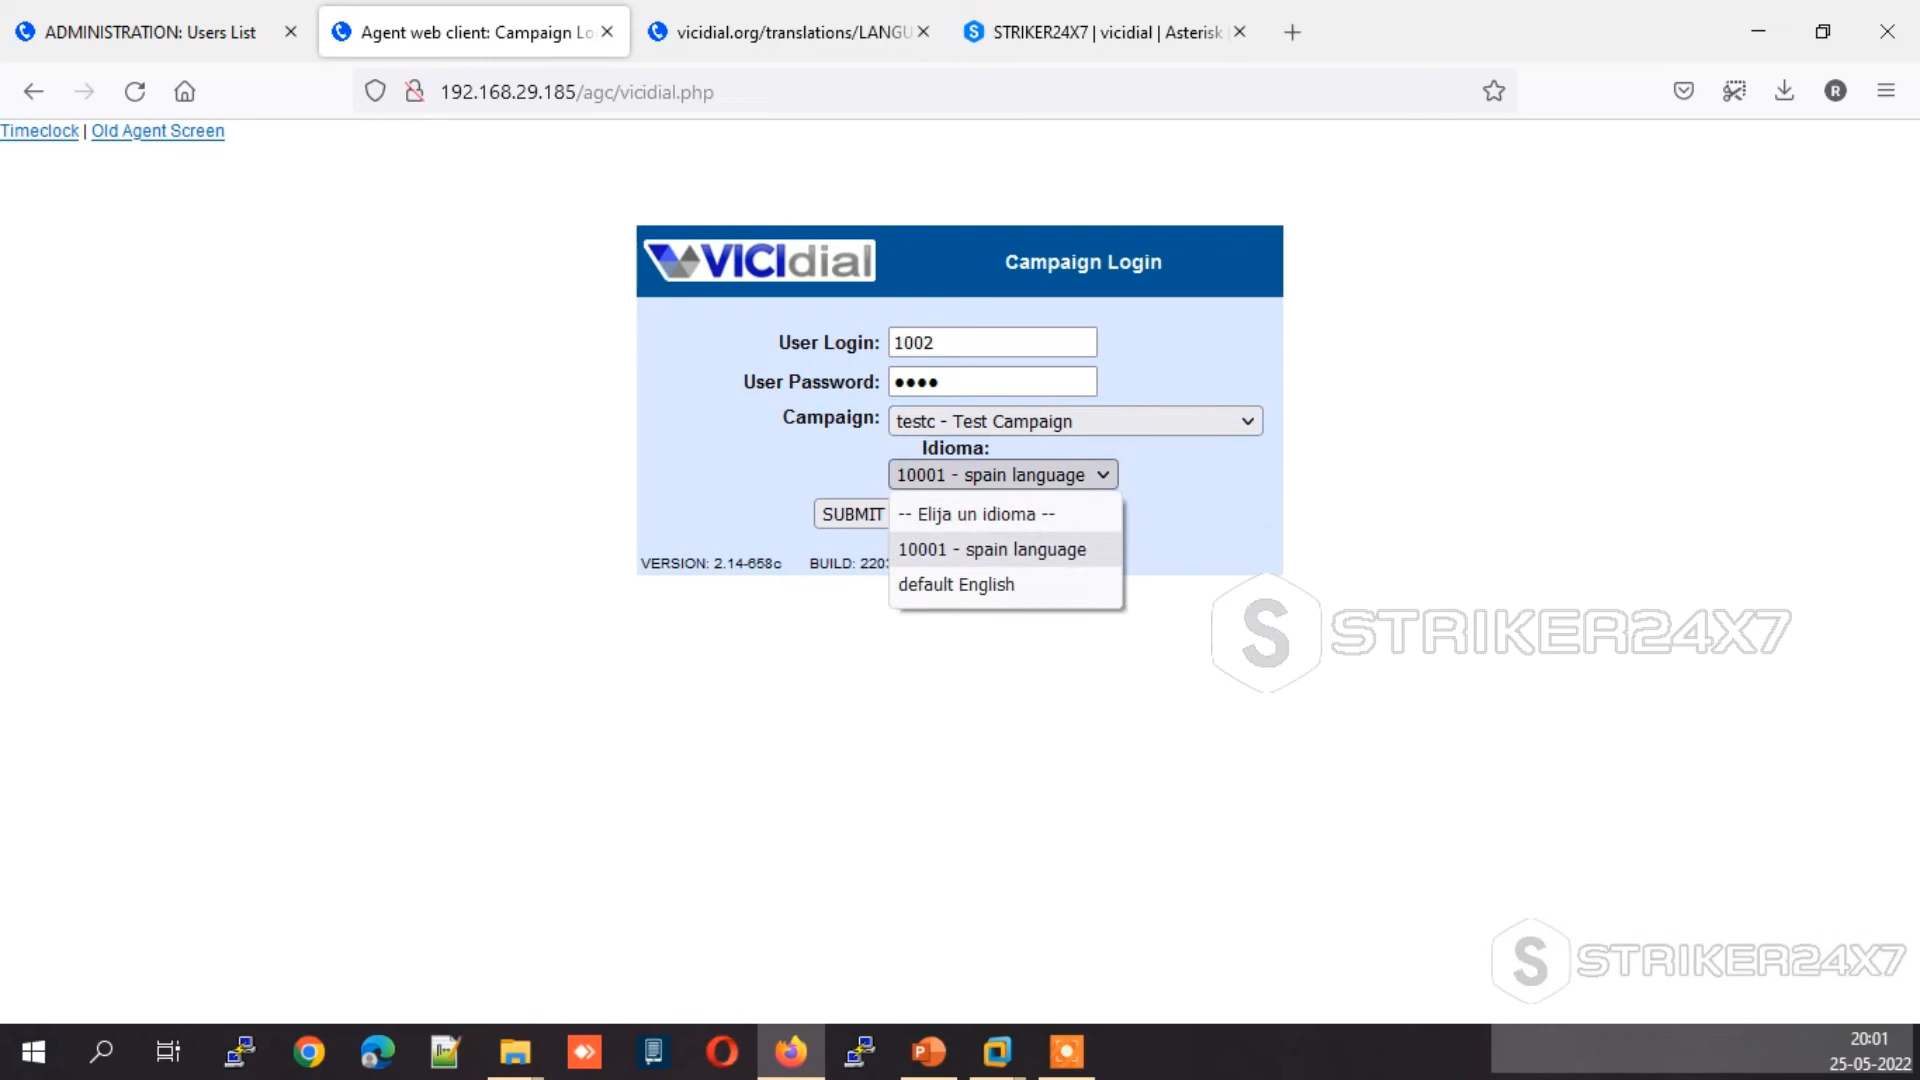 ADMINISTRATION: Users List
Agent web client: Campaign Lo
vicidial.org/translations/LANGU
STRIKER24X7 | vicidial | Asterisk
192.168.29.185/agc/vicidial.php
R
Timeclock | Old Agent Screen
VICIdial
Campaign Login
User Login: 1002
User Password: ●●●●
Campaign: testc - Test Campaign
Idioma:
10001 - spain language
SUBMIT
-- Elija un idioma --
10001 - spain language
default English
VERSION: 2.14-658c BUILD: 220
S STRIKER24X7
S STRIKER24X7
20:01
25-05-2022